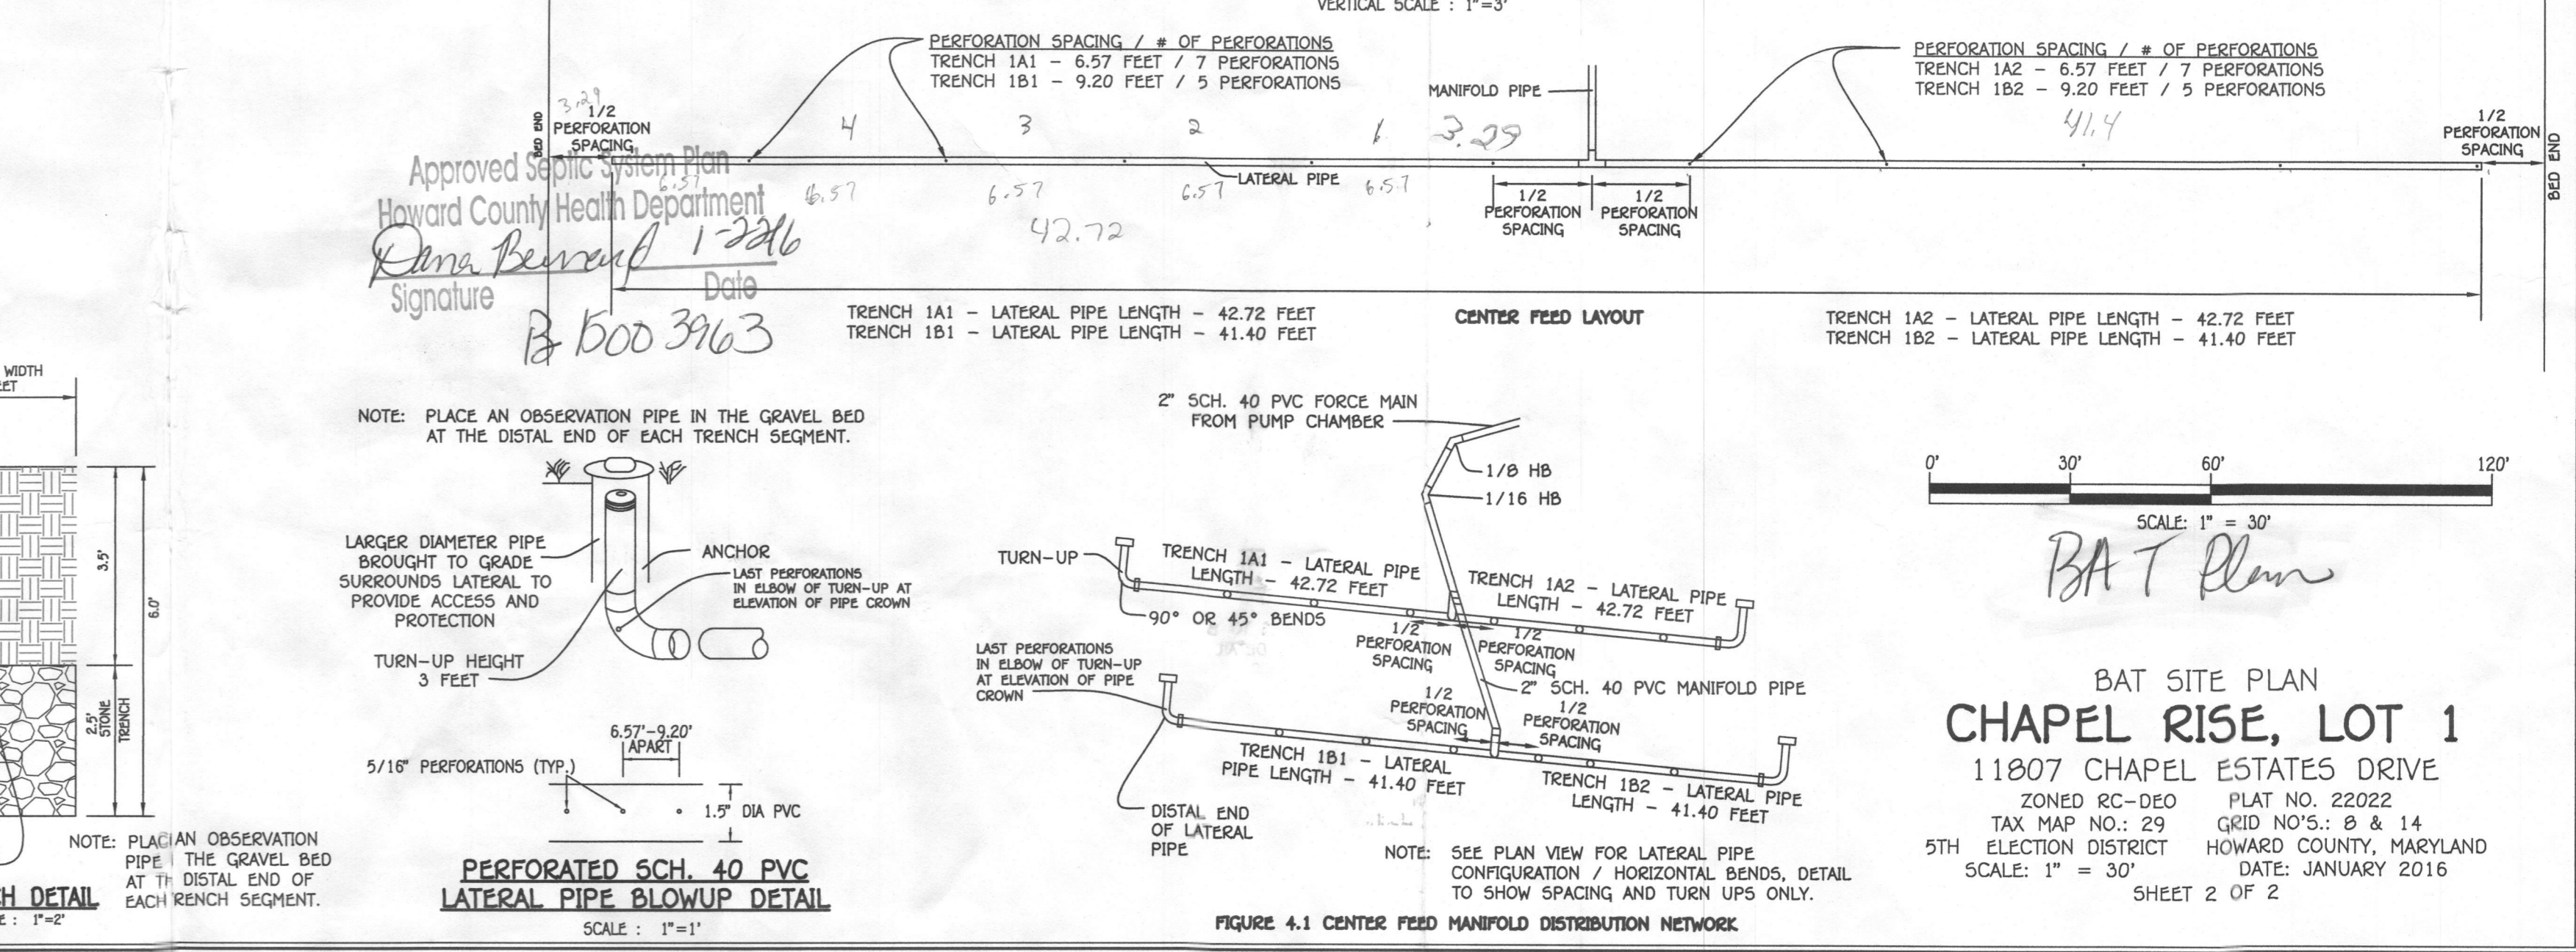 VERTICAL SCALE : 1"=3'
PERFORATION SPACING / # OF PERFORATIONS
TRENCH 1A1 - 6.57 FEET / 7 PERFORATIONS
TRENCH 1B1 - 9.20 FEET / 5 PERFORATIONS
PERFORATION SPACING / # OF PERFORATIONS
TRENCH 1A2 - 6.57 FEET / 7 PERFORATIONS
TRENCH 1B2 - 9.20 FEET / 5 PERFORATIONS
MANIFOLD PIPE
3.29
BED END
1/2
PERFORATION
SPACING
4
3
2
1
3.29
41.4
1/2
PERFORATION
SPACING
BED END
LATERAL PIPE
6.57
6.57
6.57
6.57
6.57
42.72
1/2
PERFORATION
SPACING
1/2
PERFORATION
SPACING
Approved Septic System Plan
Howard County Health Department
1-22-16
Signature
Date
B 15003963
TRENCH 1A1 - LATERAL PIPE LENGTH - 42.72 FEET
TRENCH 1B1 - LATERAL PIPE LENGTH - 41.40 FEET
CENTER FEED LAYOUT
TRENCH 1A2 - LATERAL PIPE LENGTH - 42.72 FEET
TRENCH 1B2 - LATERAL PIPE LENGTH - 41.40 FEET
WIDTH
3.5'
6.0'
2.5'
STONE
TRENCH
NOTE: PLACE AN OBSERVATION PIPE IN THE GRAVEL BED
AT THE DISTAL END OF EACH TRENCH SEGMENT.
LARGER DIAMETER PIPE
BROUGHT TO GRADE
SURROUNDS LATERAL TO
PROVIDE ACCESS AND
PROTECTION
ANCHOR
LAST PERFORATIONS
IN ELBOW OF TURN-UP AT
ELEVATION OF PIPE CROWN
TURN-UP HEIGHT
3 FEET
6.57'-9.20'
APART
5/16" PERFORATIONS (TYP.)
1.5" DIA PVC
PERFORATED SCH. 40 PVC
LATERAL PIPE BLOWUP DETAIL
SCALE : 1"=1'
NOTE: PLAC AN OBSERVATION
PIPE THE GRAVEL BED
AT TH DISTAL END OF
EACH RENCH SEGMENT.
H DETAIL
E : 1"=2'
2" SCH. 40 PVC FORCE MAIN
FROM PUMP CHAMBER
1/8 HB
1/16 HB
TURN-UP
TRENCH 1A1 - LATERAL PIPE
LENGTH - 42.72 FEET
TRENCH 1A2 - LATERAL PIPE
LENGTH - 42.72 FEET
90° OR 45° BENDS
1/2
PERFORATION
SPACING
1/2
PERFORATION
SPACING
LAST PERFORATIONS
IN ELBOW OF TURN-UP
AT ELEVATION OF PIPE
CROWN
2" SCH. 40 PVC MANIFOLD PIPE
1/2
PERFORATION
SPACING
1/2
PERFORATION
SPACING
TRENCH 1B1 - LATERAL
PIPE LENGTH - 41.40 FEET
TRENCH 1B2 - LATERAL PIPE
LENGTH - 41.40 FEET
DISTAL END
OF LATERAL
PIPE
NOTE: SEE PLAN VIEW FOR LATERAL PIPE
CONFIGURATION / HORIZONTAL BENDS, DETAIL
TO SHOW SPACING AND TURN UPS ONLY.
FIGURE 4.1 CENTER FEED MANIFOLD DISTRIBUTION NETWORK
0' 30' 60' 120'
SCALE: 1" = 30'
BAT Plan
BAT SITE PLAN
CHAPEL RISE, LOT 1
11807 CHAPEL ESTATES DRIVE
ZONED RC-DEO PLAT NO. 22022
TAX MAP NO.: 29 GRID NO'S.: 8 & 14
5TH ELECTION DISTRICT HOWARD COUNTY, MARYLAND
SCALE: 1" = 30' DATE: JANUARY 2016
SHEET 2 OF 2